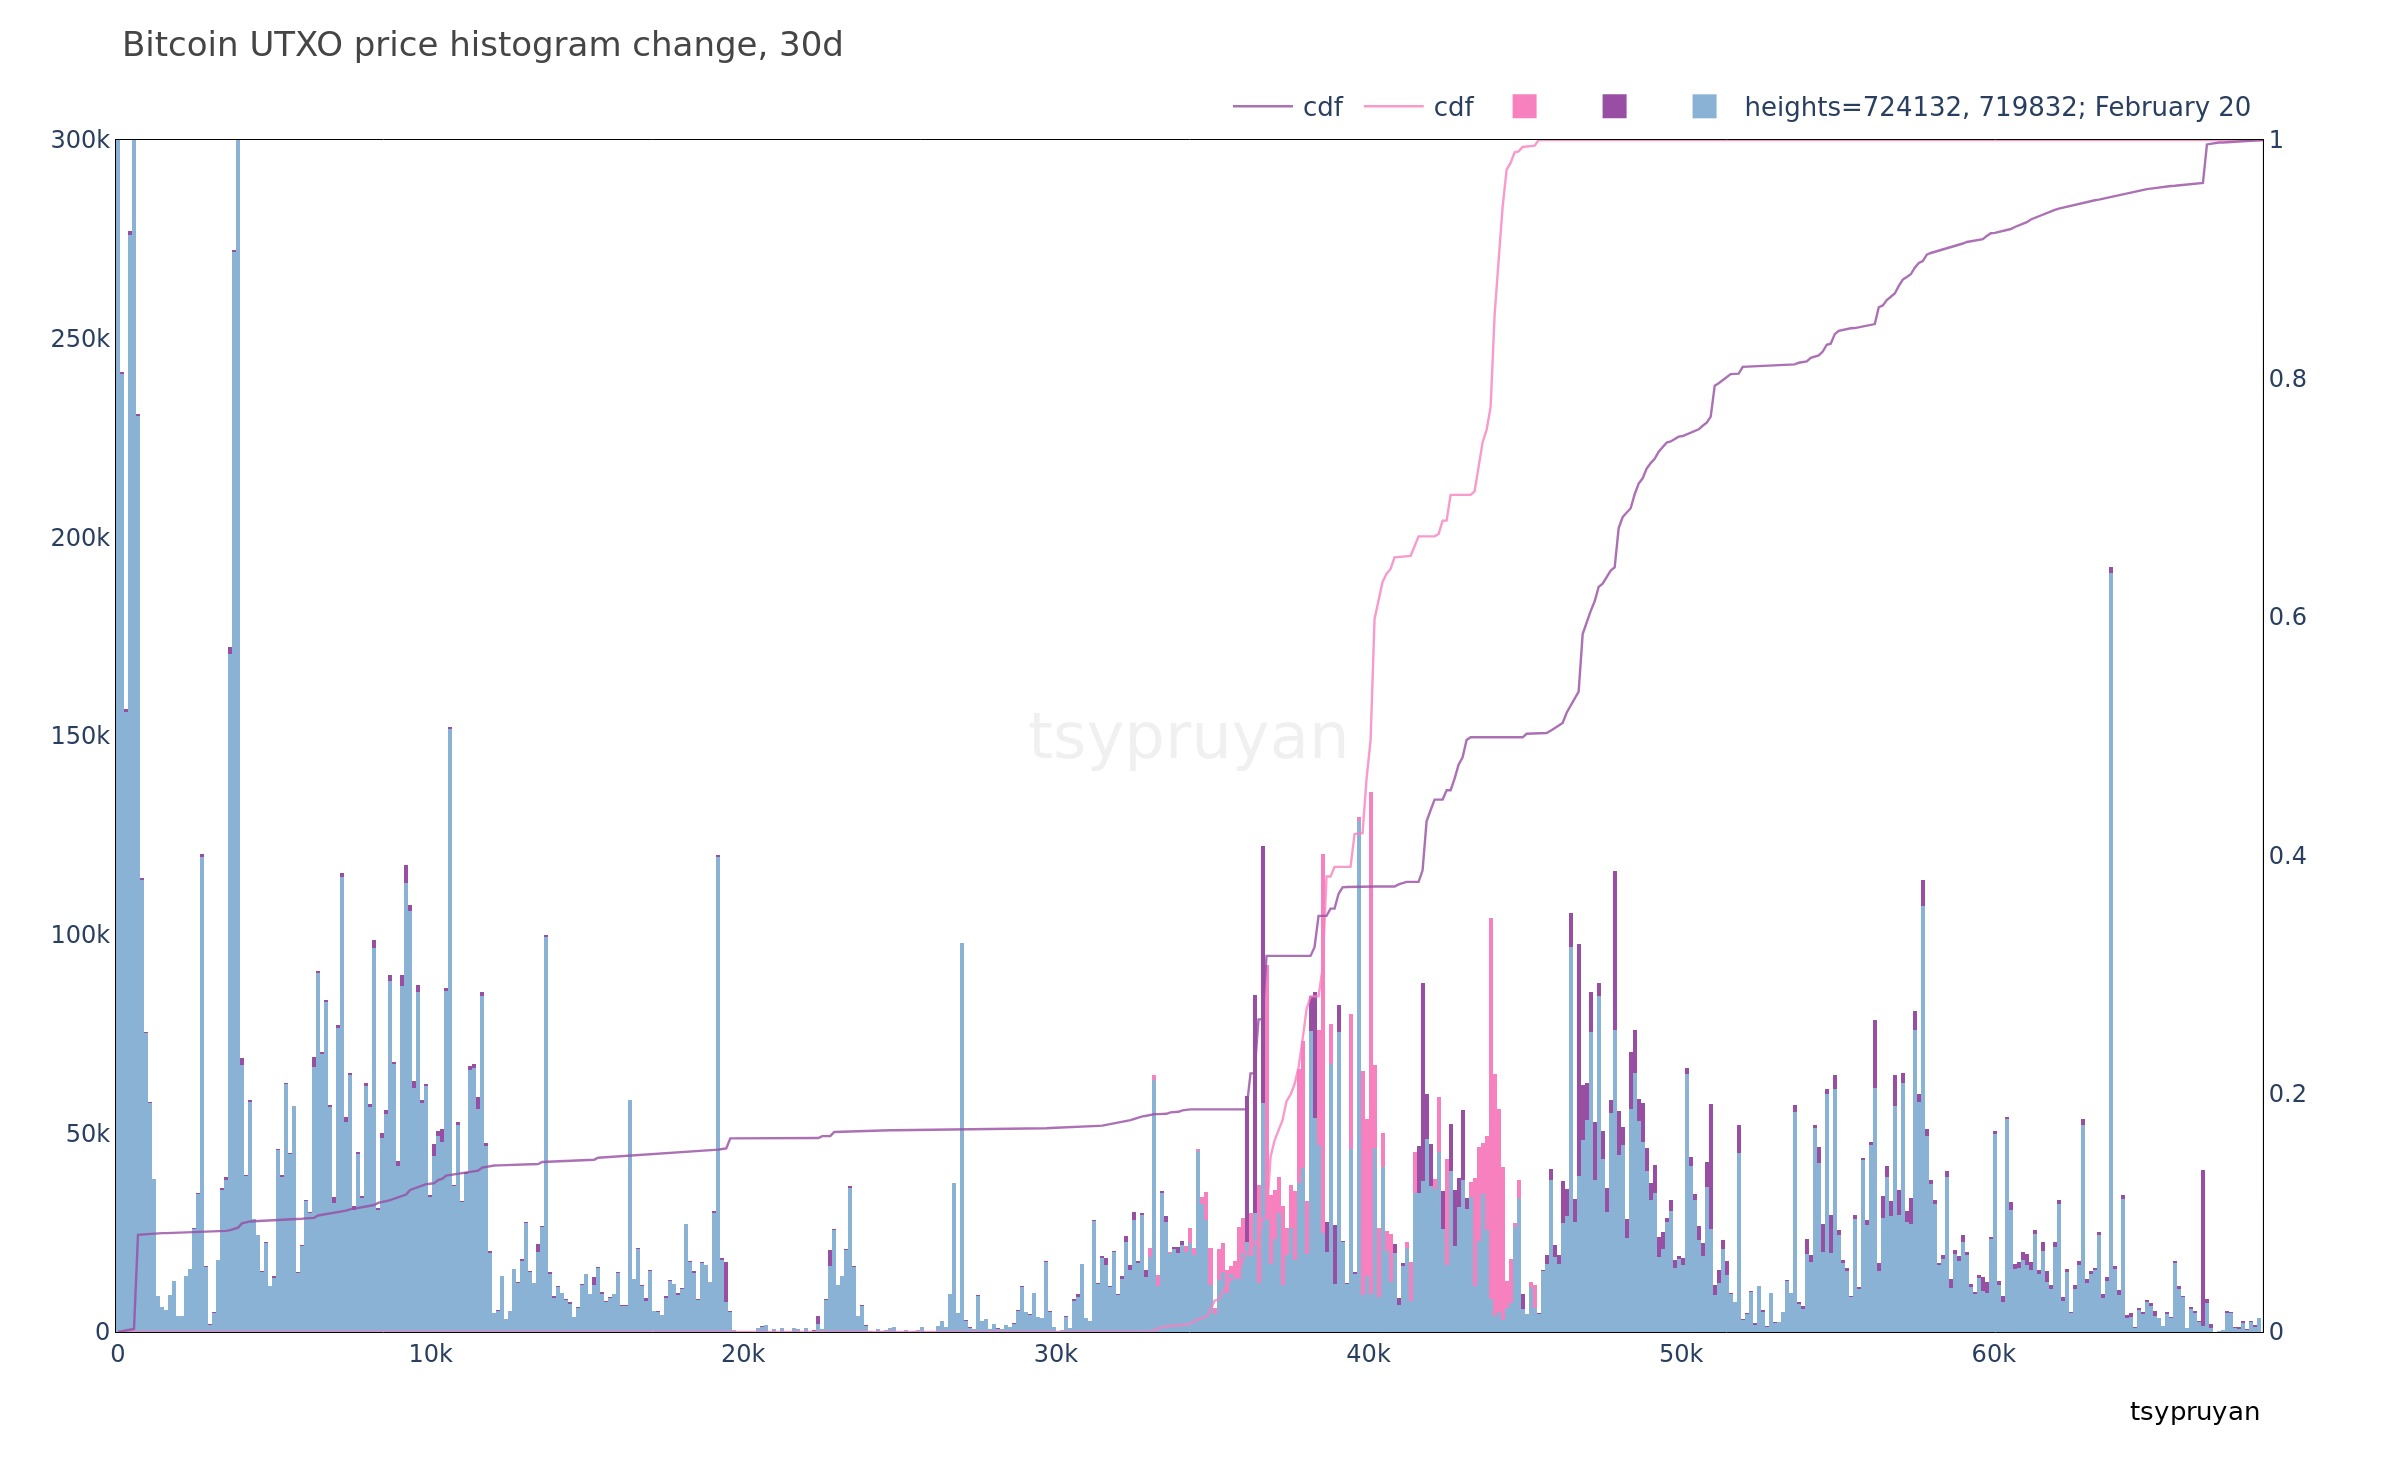 Bitcoin UTXO price histogram change, 30d
cdf cdf heights=724132, 719832; February 20
300k 1
250k
0.8
200k
0.6
150k
tsypruyan
0.4
100k
0.2
50k
0 0
0 10k 20k 30k 40k 50k 60k
tsypruyan